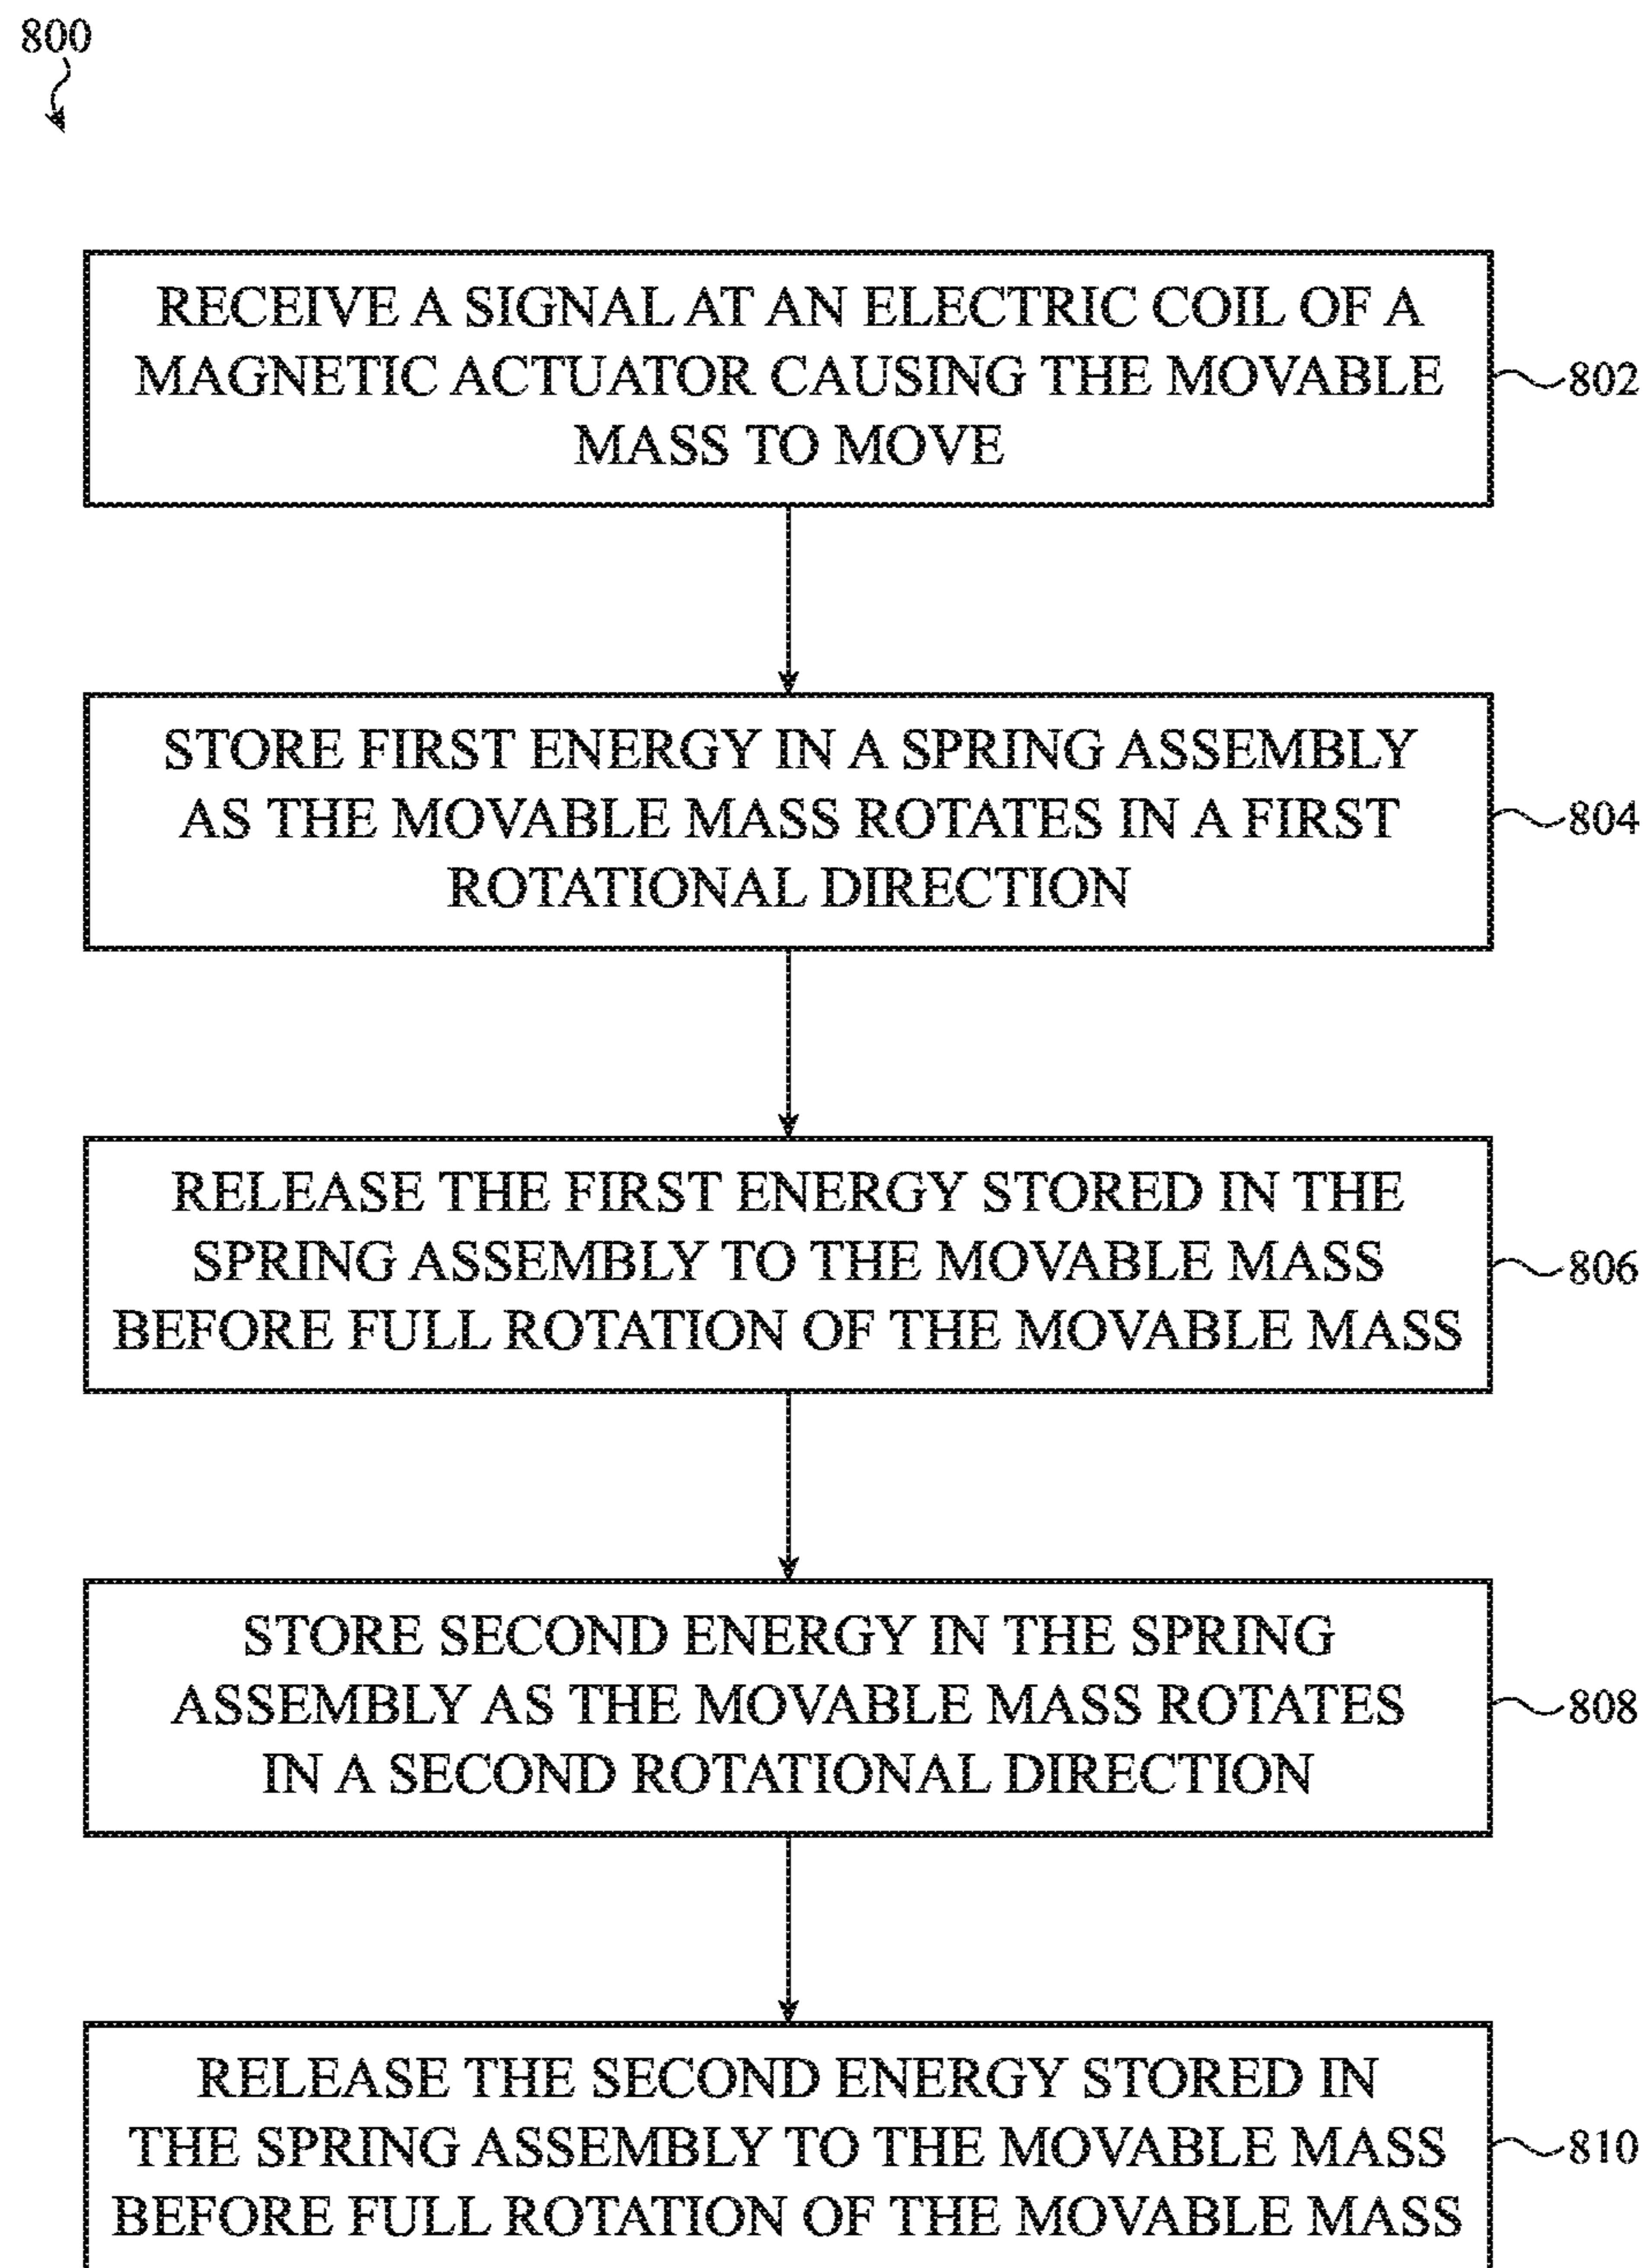 800
RECEIVE A SIGNAL AT AN ELECTRIC COIL OF A
MAGNETIC ACTUATOR CAUSING THE MOVABLE
MASS TO MOVE
802
STORE FIRST ENERGY IN A SPRING ASSEMBLY
AS THE MOVABLE MASS ROTATES IN A FIRST
ROTATIONAL DIRECTION
804
RELEASE THE FIRST ENERGY STORED IN THE
SPRING ASSEMBLY TO THE MOVABLE MASS
BEFORE FULL ROTATION OF THE MOVABLE MASS
806
STORE SECOND ENERGY IN THE SPRING
ASSEMBLY AS THE MOVABLE MASS ROTATES
IN A SECOND ROTATIONAL DIRECTION
808
RELEASE THE SECOND ENERGY STORED IN
THE SPRING ASSEMBLY TO THE MOVABLE MASS
BEFORE FULL ROTATION OF THE MOVABLE MASS
810